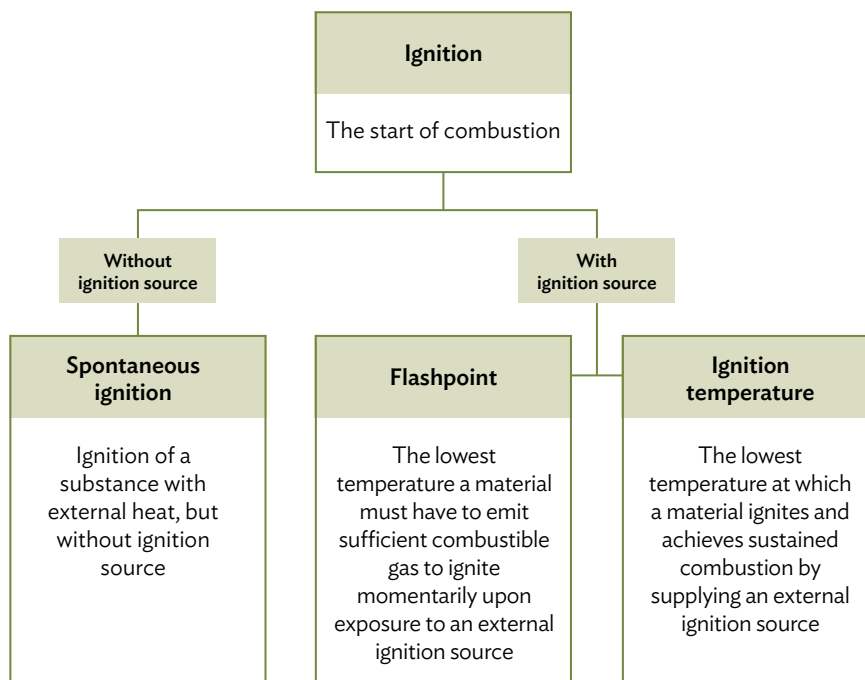 Ignition
The start of combustion
Without
ignition source
With
ignition source
Spontaneous
ignition
Ignition of a
substance with
external heat, but
without ignition
source
Flashpoint
The lowest
temperature a material
must have to emit
sufficient combustible
gas to ignite
momentarily upon
exposure to an external
ignition source
Ignition
temperature
The lowest
temperature at which
a material ignites and
achieves sustained
combustion by
supplying an external
ignition source